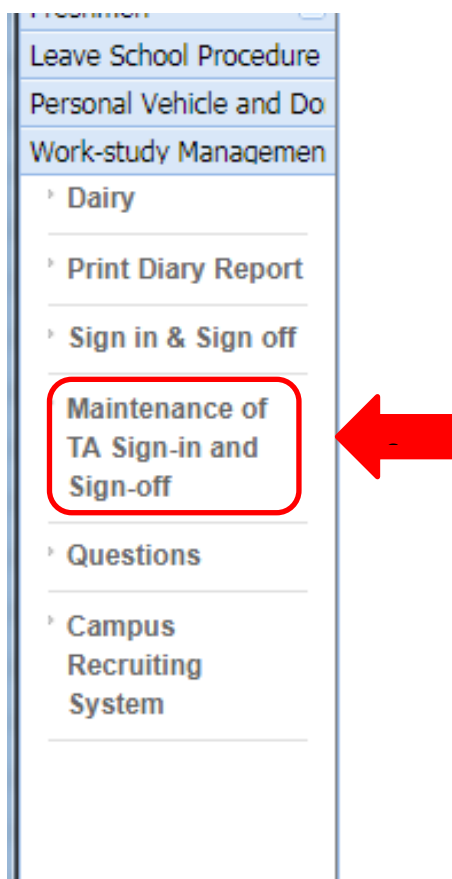 Freshmen
Leave School Procedure
Personal Vehicle and Do
Work-study Managemen
Dairy
Print Diary Report
Sign in & Sign off
Maintenance of
TA Sign-in and
Sign-off
Questions
Campus
Recruiting
System